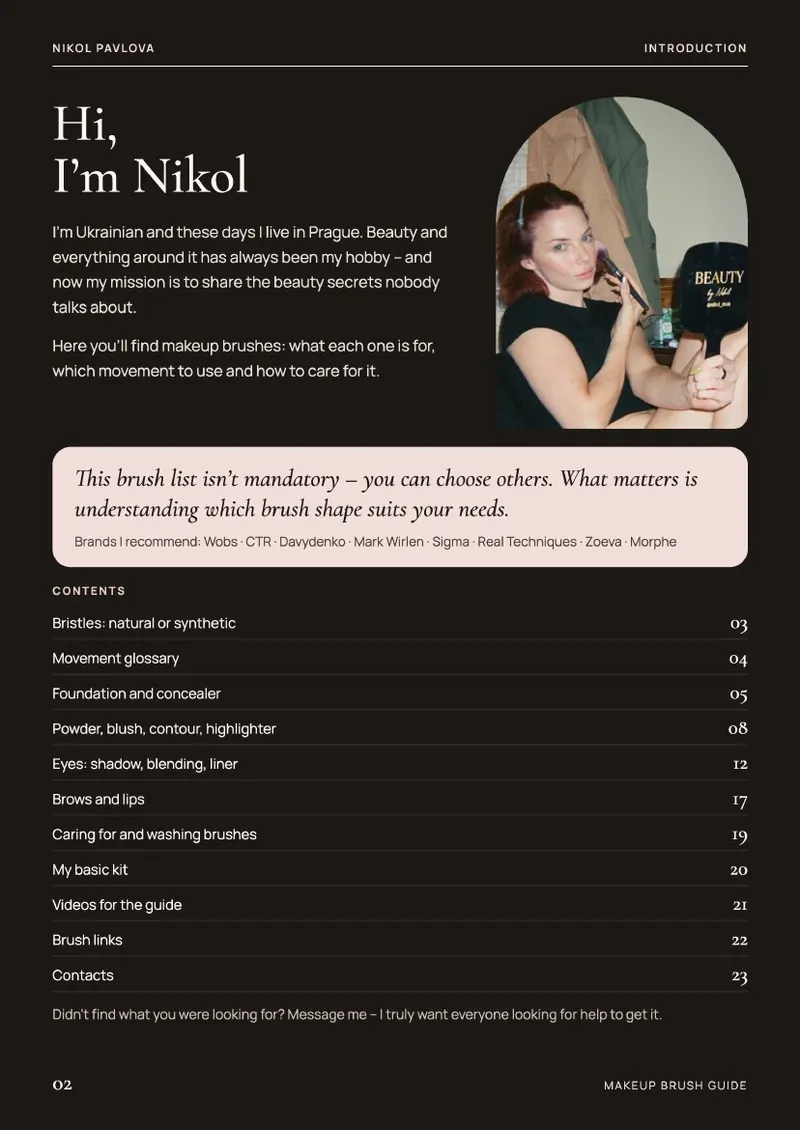 NIKOL PAVLOVA
INTRODUCTION
Hi,
I’m Nikol
I’m Ukrainian and these days I live in Prague. Beauty and
everything around it has always been my hobby – and
now my mission is to share the beauty secrets nobody
talks about.
Here you’ll find makeup brushes: what each one is for,
which movement to use and how to care for it.
BEAUTY
by Nikol
This brush list isn’t mandatory – you can choose others. What matters is
understanding which brush shape suits your needs.
Brands I recommend: Wobs · CTR · Davydenko · Mark Wirlen · Sigma · Real Techniques · Zoeva · Morphe
CONTENTS
Bristles: natural or synthetic 03
Movement glossary 04
Foundation and concealer 05
Powder, blush, contour, highlighter 08
Eyes: shadow, blending, liner 12
Brows and lips 17
Caring for and washing brushes 19
My basic kit 20
Videos for the guide 21
Brush links 22
Contacts 23
Didn’t find what you were looking for? Message me – I truly want everyone looking for help to get it.
02
MAKEUP BRUSH GUIDE